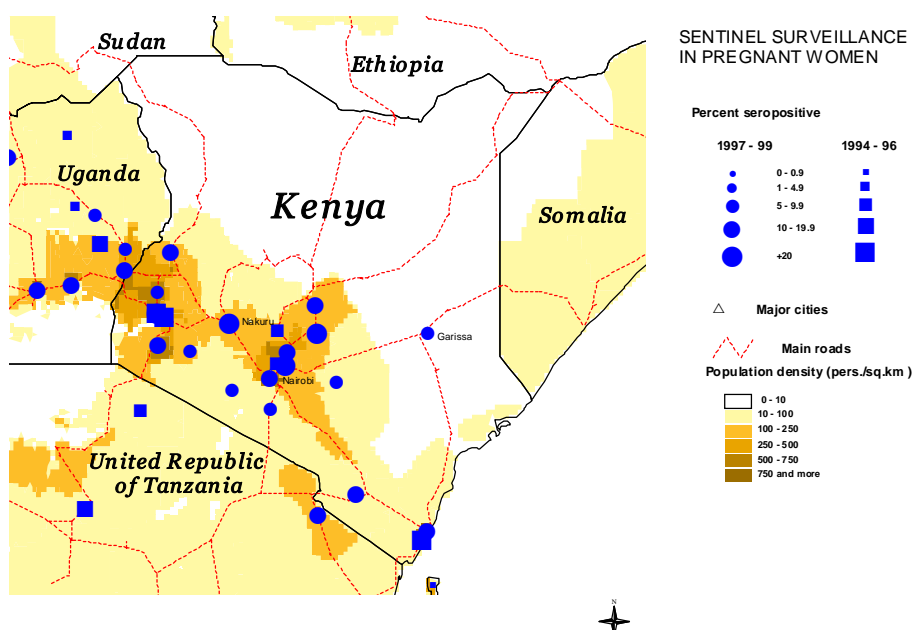 Sudan
Ethiopia
Uganda
Kenya
Somalia
Nakuru
Garissa
Nairobi
United Republic
of Tanzania
SENTINEL SURVEILLANCE
IN PREGNANT WOMEN
Percent seropositive
1997 - 99 1994 - 96
0 - 0.9
1 - 4.9
5 - 9.9
10 - 19.9
+20
Major cities
Main roads
Population density (pers./sq.km )
0 - 10
10 - 100
100 - 250
250 - 500
500 - 750
750 and more
N